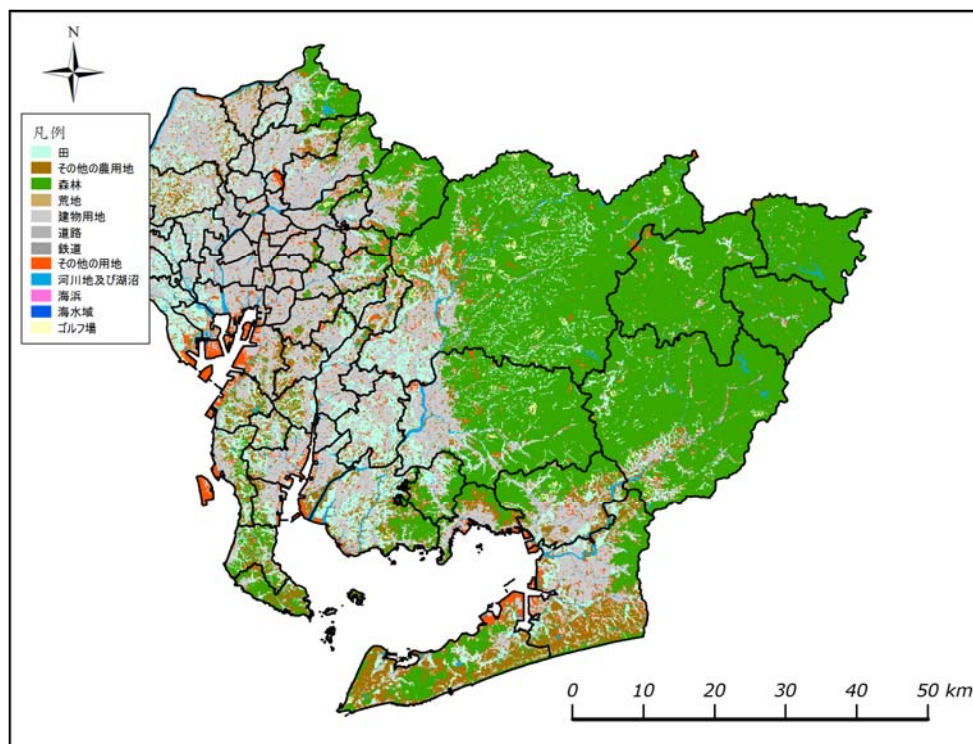 N
凡例
田
その他の農用地
森林
荒地
建物用地
道路
鉄道
その他の用地
河川地及び湖沼
海浜
海水域
ゴルフ場
0 10 20 30 40 50 km